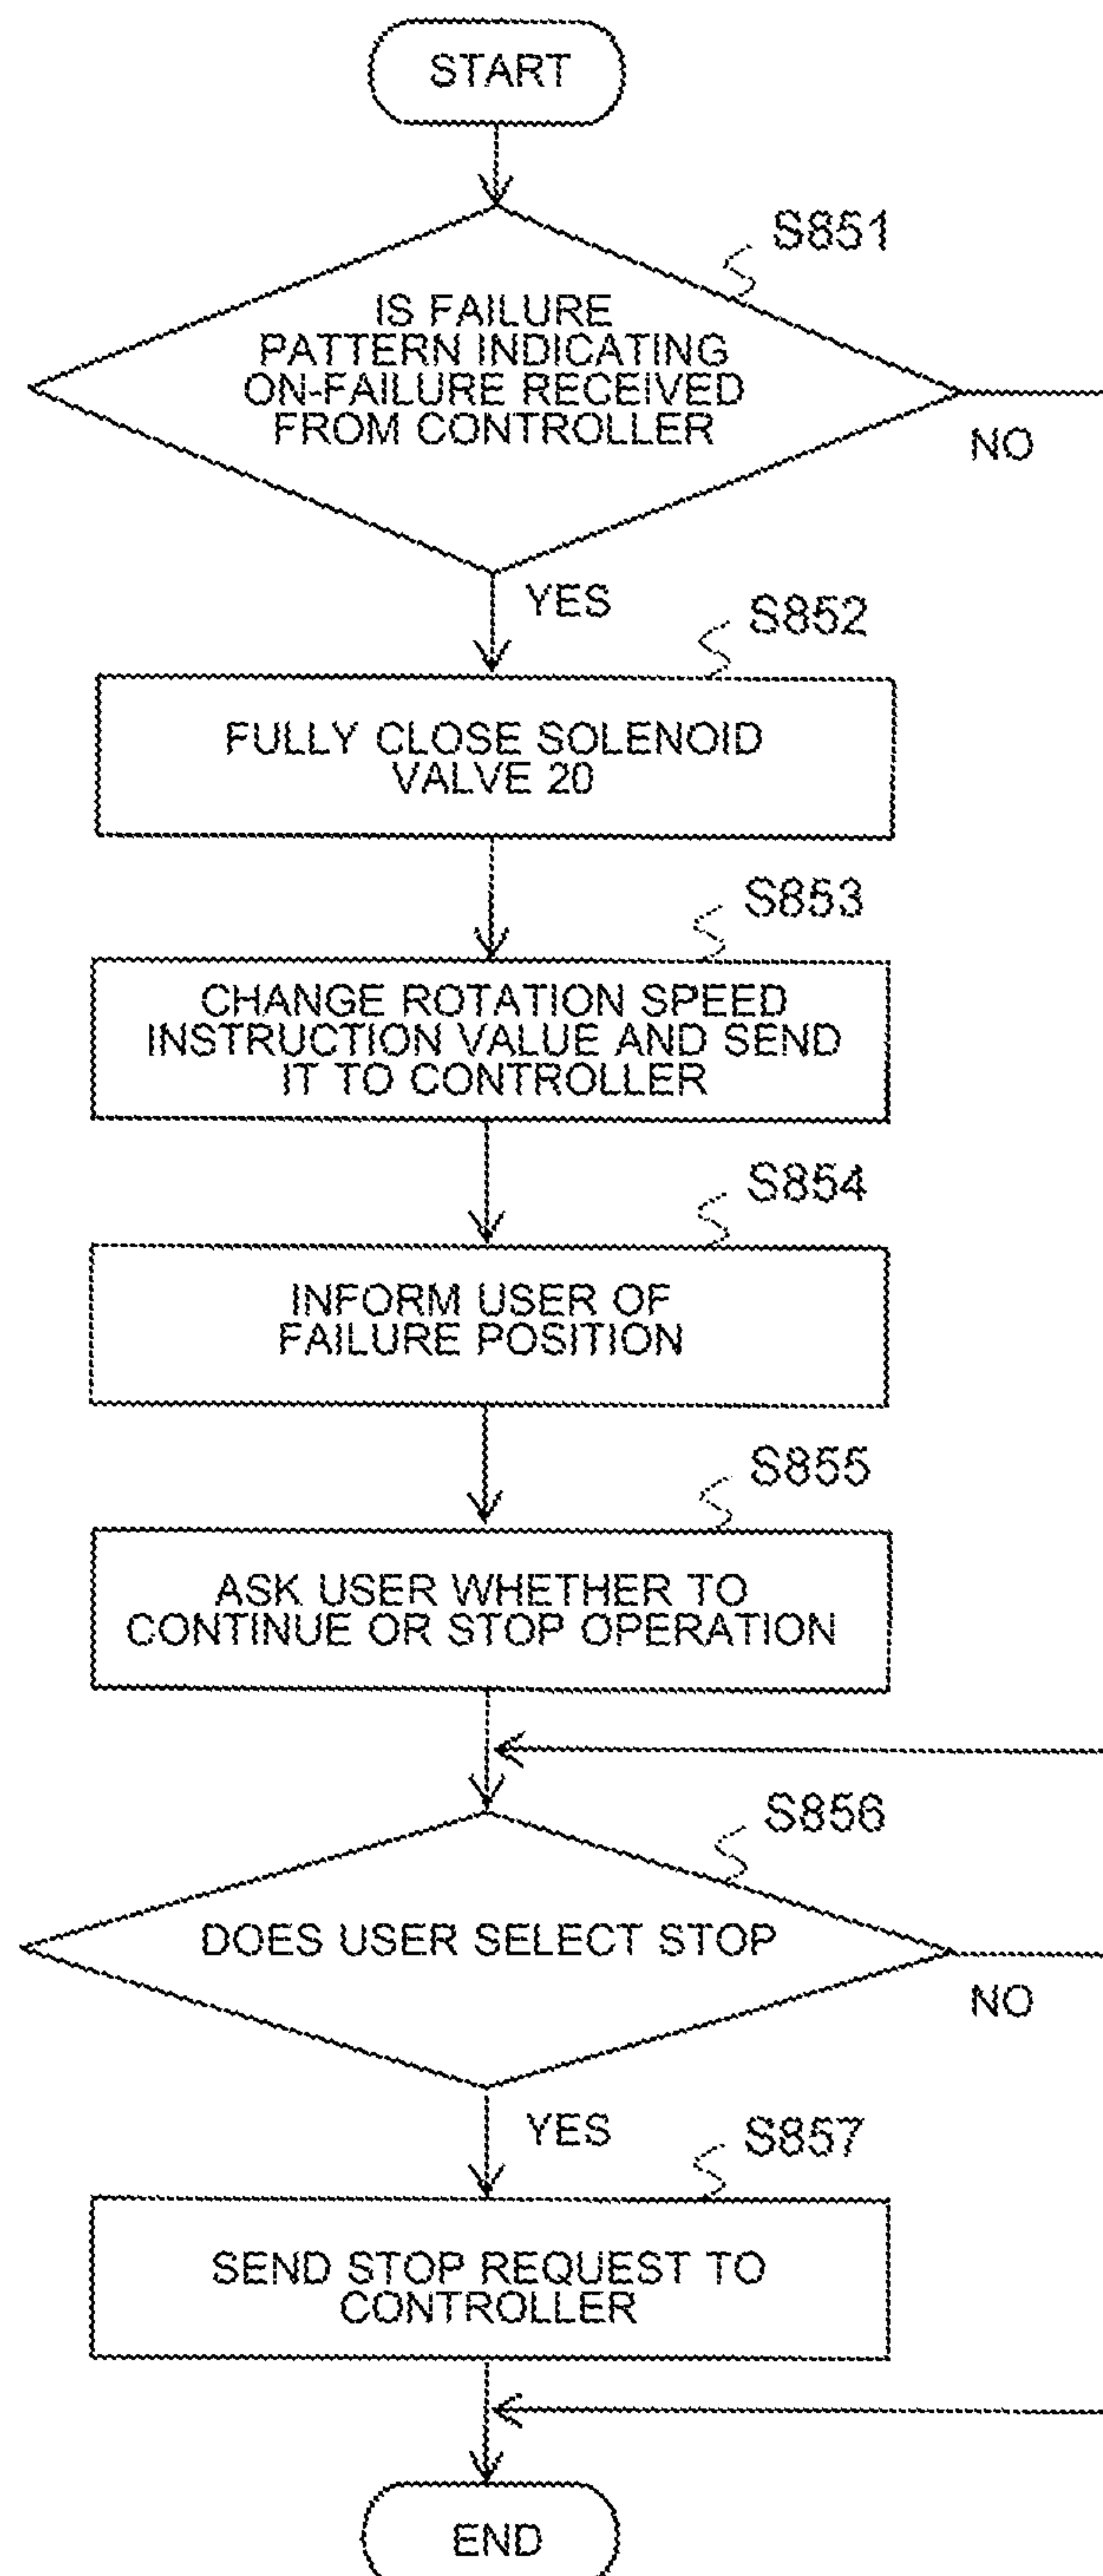 START
S851
IS FAILURE
PATTERN INDICATING
ON-FAILURE RECEIVED
FROM CONTROLLER
NO
YES
S852
FULLY CLOSE SOLENOID
VALVE 20
S853
CHANGE ROTATION SPEED
INSTRUCTION VALUE AND SEND
IT TO CONTROLLER
S854
INFORM USER OF
FAILURE POSITION
S855
ASK USER WHETHER TO
CONTINUE OR STOP OPERATION
S856
DOES USER SELECT STOP
NO
YES
S857
SEND STOP REQUEST TO
CONTROLLER
END